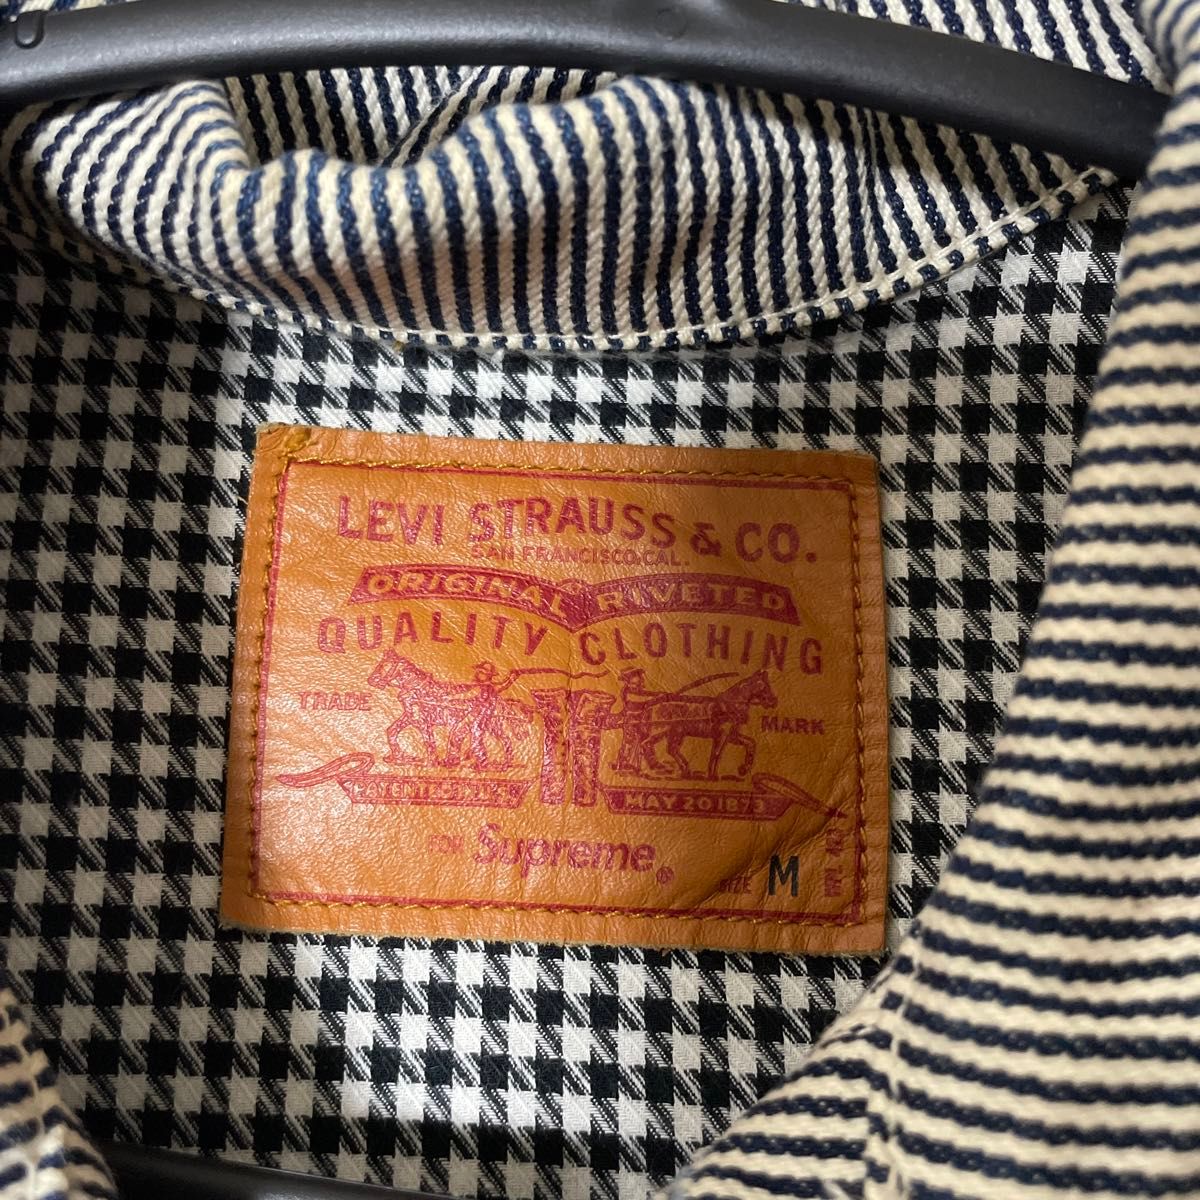 LEVI STRAUSS & CO.
SAN FRANCISCO, CAL.
ORIGINAL RIVETED
QUALITY CLOTHING
TRADE MARK
MAY 20 1873
FOR Supreme®
SIZE M